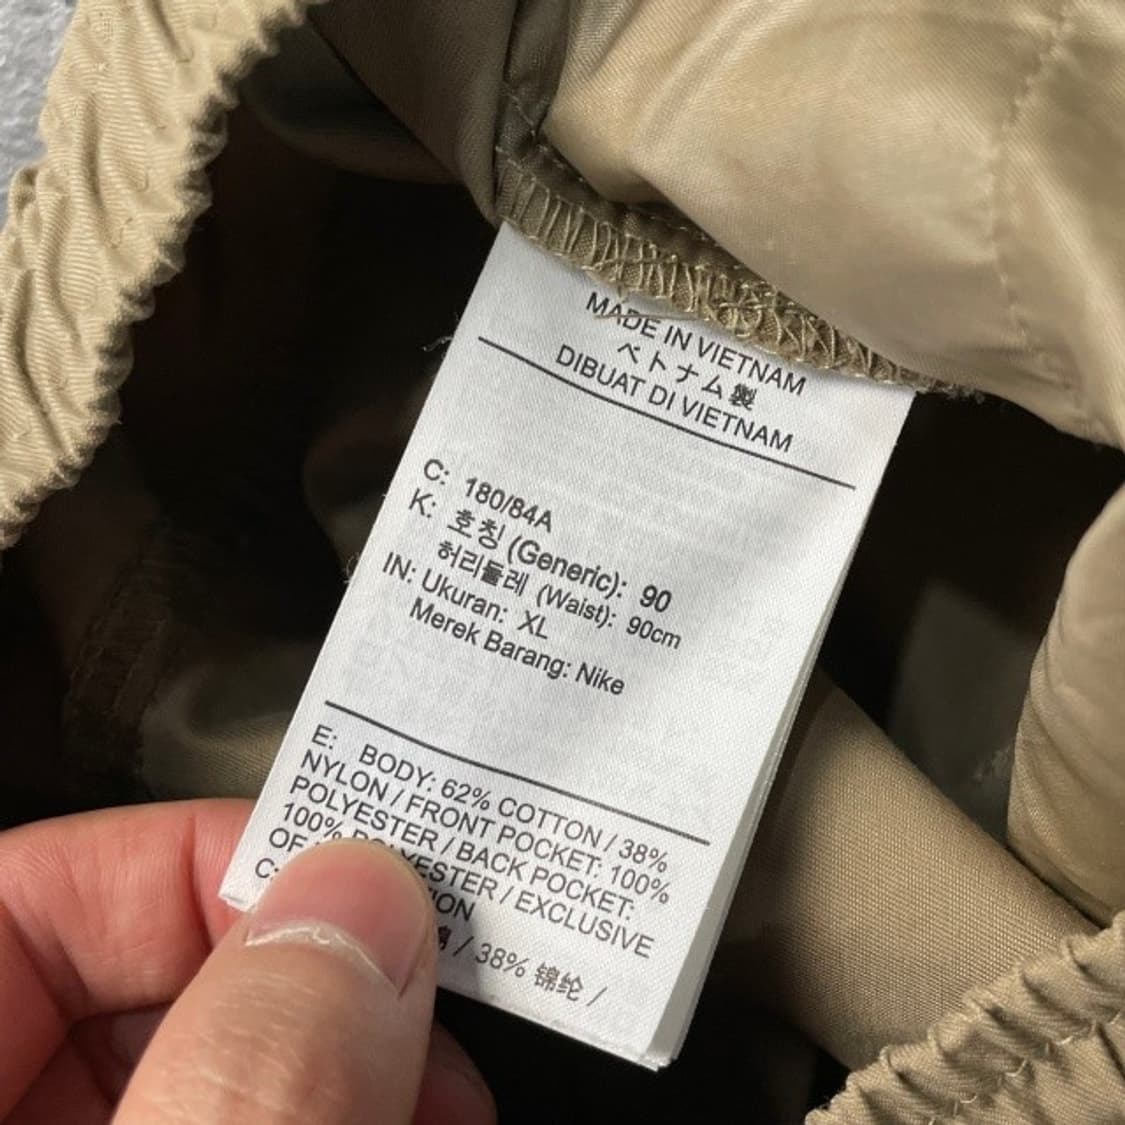 MADE IN VIETNAM
ベトナム製
DIBUAT DI VIETNAM
C: 180/84A
K: 호칭 (Generic): 90
허리둘레 (Waist): 90cm
IN: Ukuran: XL
Merek Barang: Nike
E: BODY: 62% COTTON / 38%
NYLON / FRONT POCKET: 100%
POLYESTER / BACK POCKET:
100% POLYESTER / EXCLUSIVE
OF
C: / 38% 锦纶 /